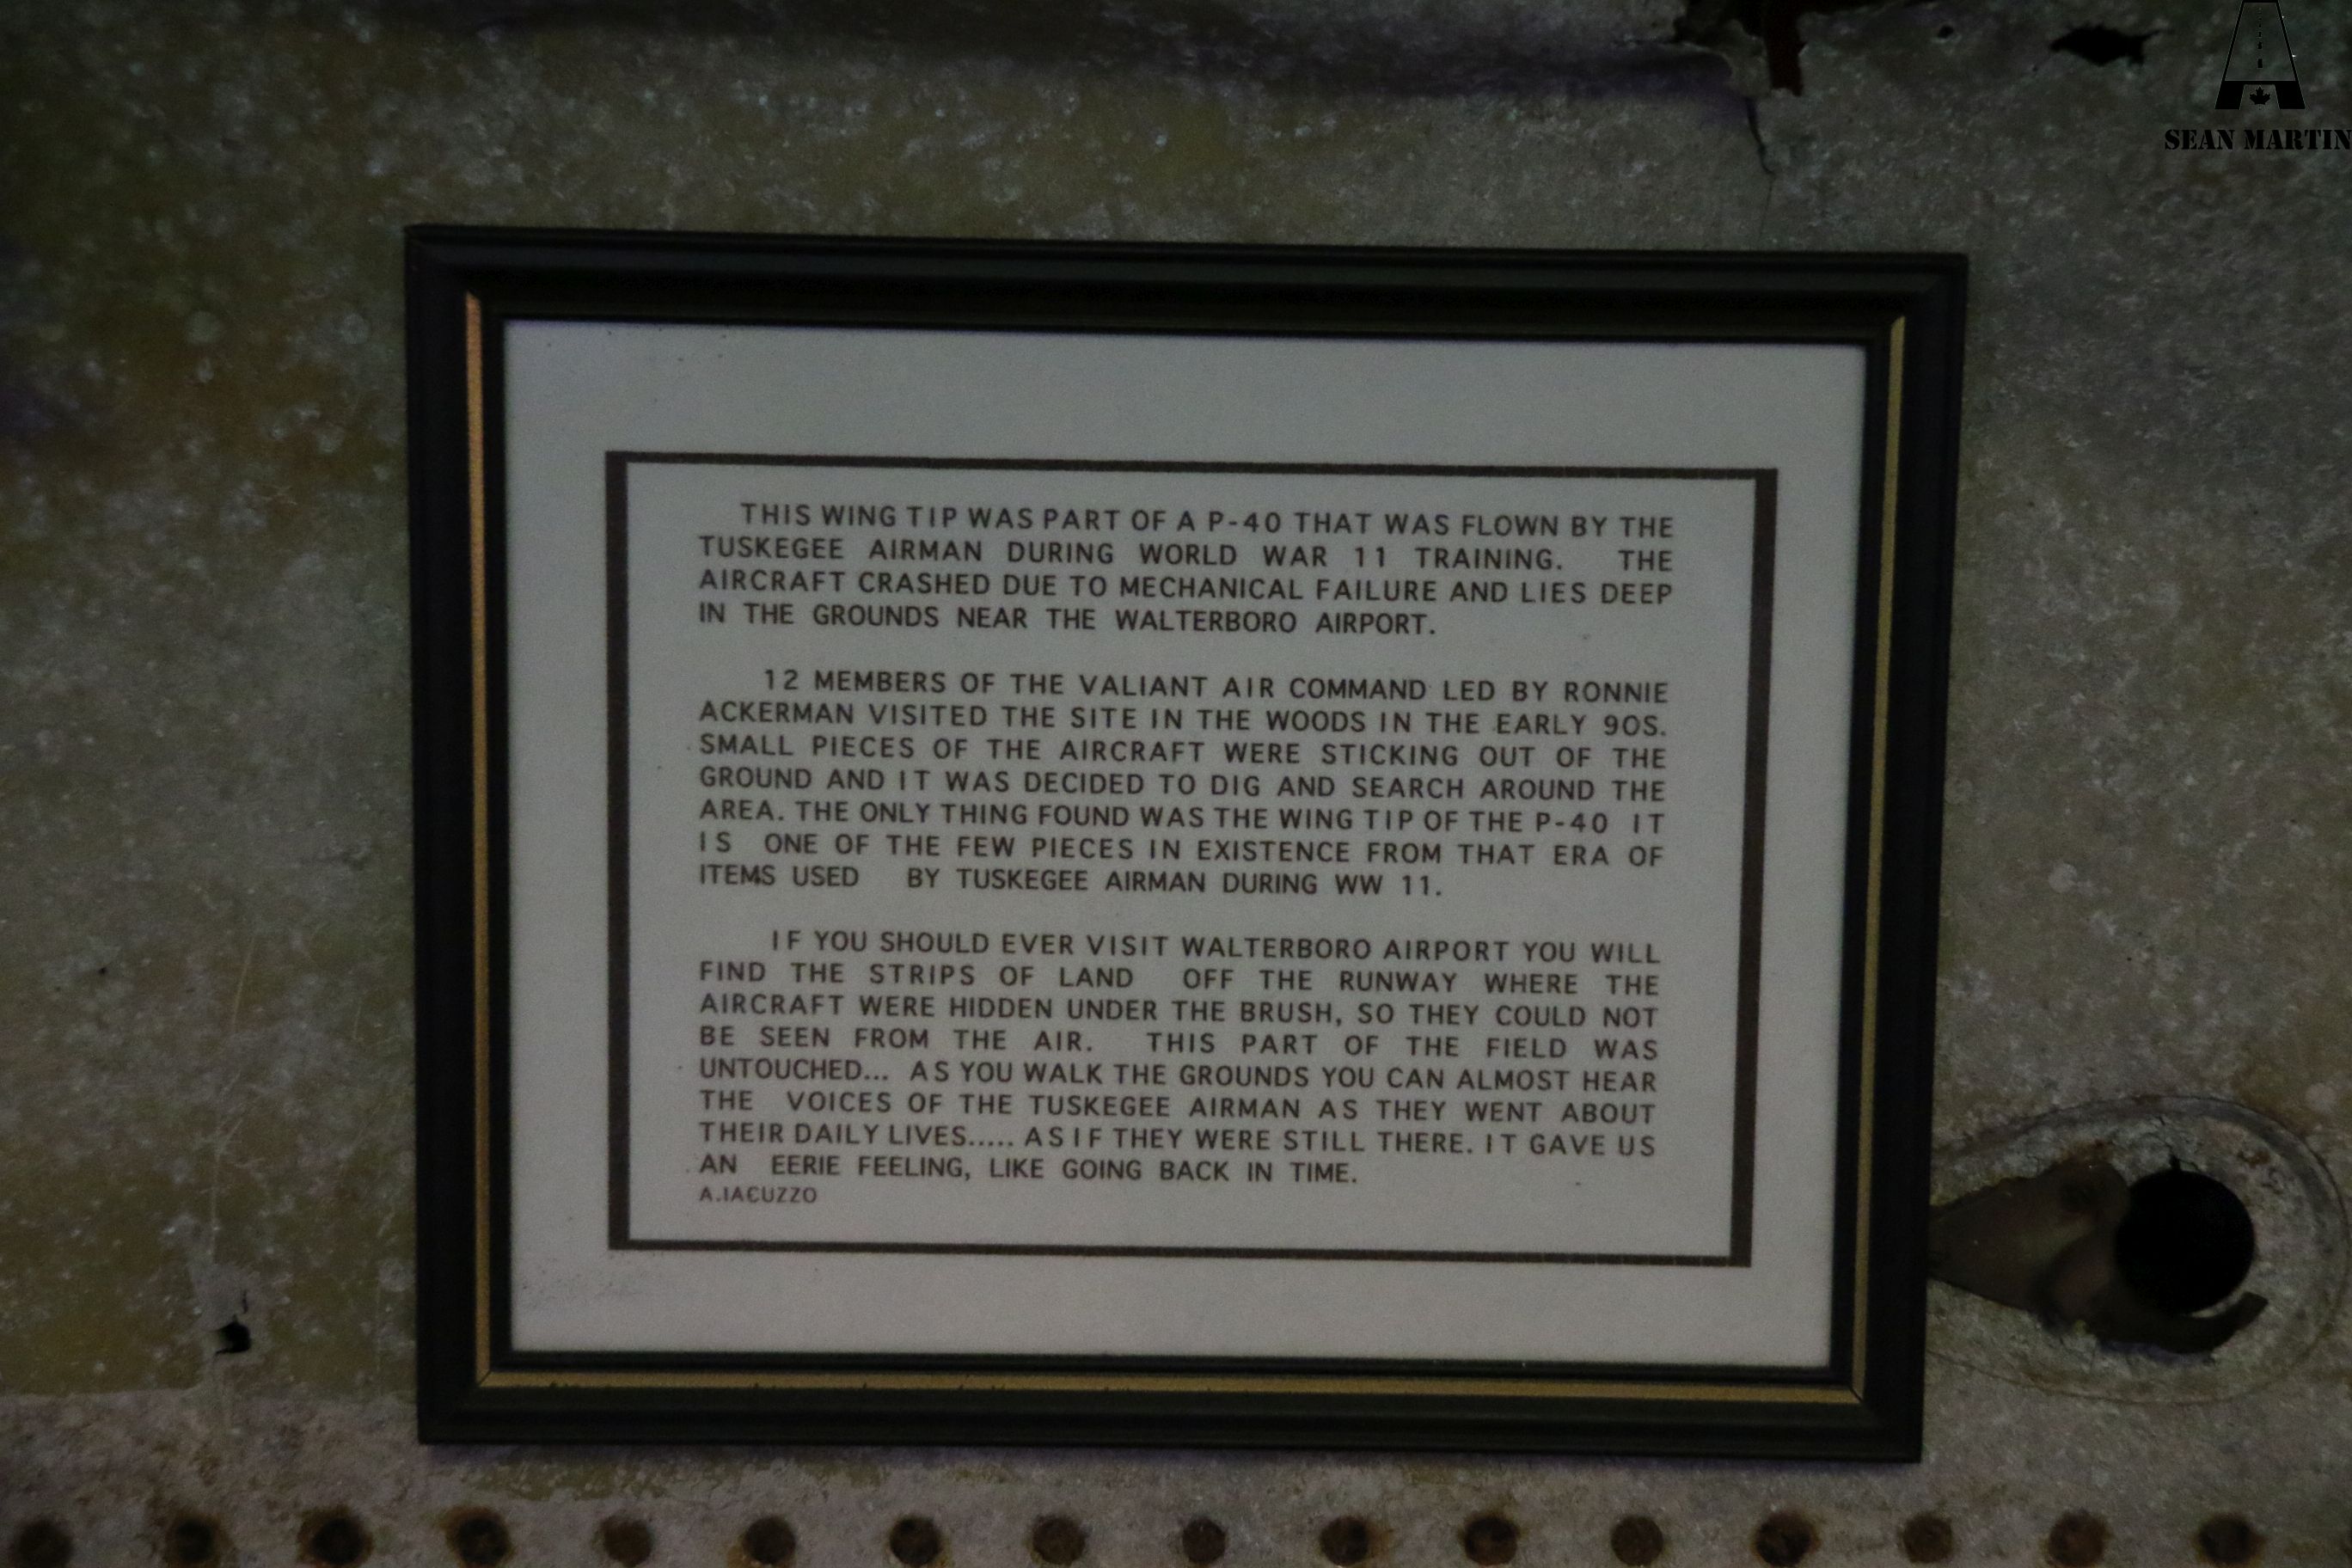 SEAN MARTIN
THIS WING TIP WAS PART OF A P-40 THAT WAS FLOWN BY THE
TUSKEGEE AIRMAN DURING WORLD WAR 11 TRAINING. THE
AIRCRAFT CRASHED DUE TO MECHANICAL FAILURE AND LIES DEEP
IN THE GROUNDS NEAR THE WALTERBORO AIRPORT.
12 MEMBERS OF THE VALIANT AIR COMMAND LED BY RONNIE
ACKERMAN VISITED THE SITE IN THE WOODS IN THE EARLY 90S.
SMALL PIECES OF THE AIRCRAFT WERE STICKING OUT OF THE
GROUND AND IT WAS DECIDED TO DIG AND SEARCH AROUND THE
AREA. THE ONLY THING FOUND WAS THE WING TIP OF THE P-40 IT
IS ONE OF THE FEW PIECES IN EXISTENCE FROM THAT ERA OF
ITEMS USED BY TUSKEGEE AIRMAN DURING WW 11.
IF YOU SHOULD EVER VISIT WALTERBORO AIRPORT YOU WILL
FIND THE STRIPS OF LAND OFF THE RUNWAY WHERE THE
AIRCRAFT WERE HIDDEN UNDER THE BRUSH, SO THEY COULD NOT
BE SEEN FROM THE AIR. THIS PART OF THE FIELD WAS
UNTOUCHED... AS YOU WALK THE GROUNDS YOU CAN ALMOST HEAR
THE VOICES OF THE TUSKEGEE AIRMAN AS THEY WENT ABOUT
THEIR DAILY LIVES..... AS IF THEY WERE STILL THERE. IT GAVE US
AN EERIE FEELING, LIKE GOING BACK IN TIME.
A.IACUZZO